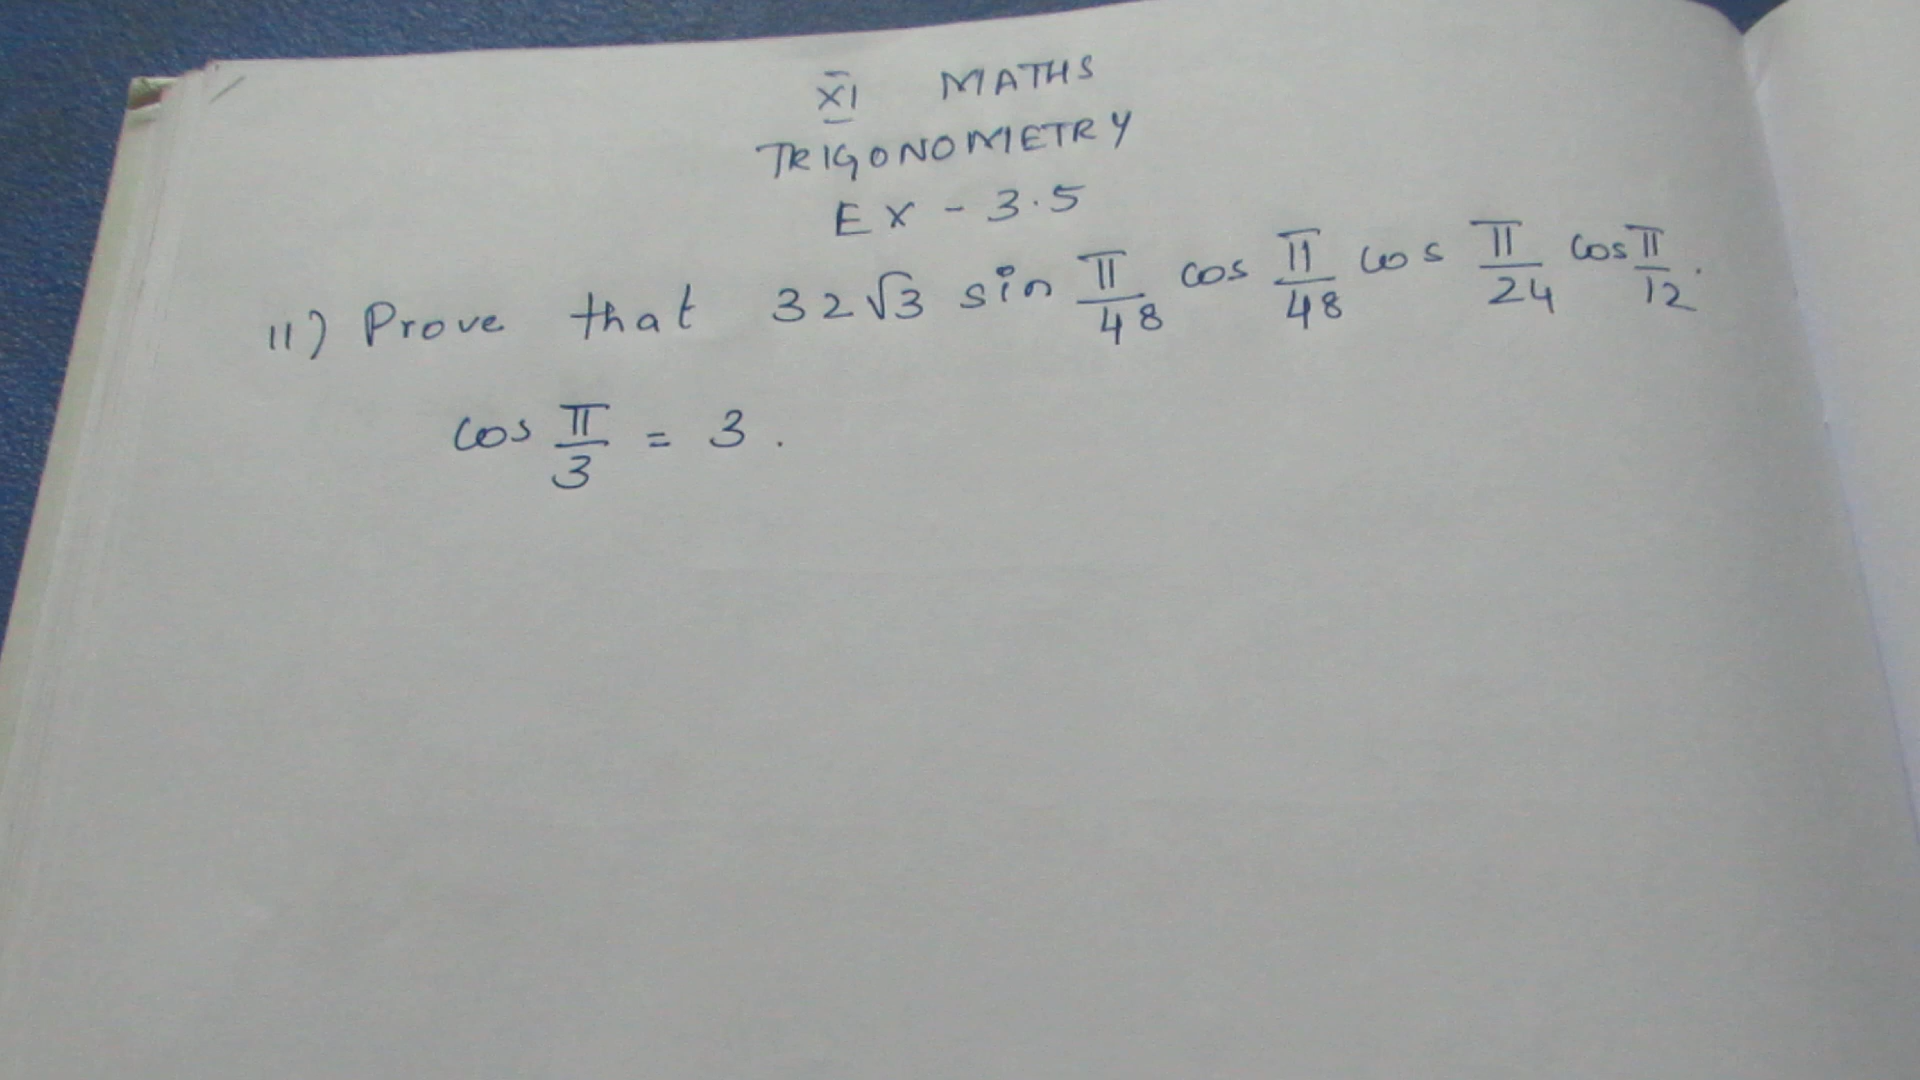 XI MATHS
TRIGONOMETRY
EX - 3.5
11) Prove that 32√3 sin π/48 cos π/48 cos π/24 cos π/12.
cos π/3 = 3.